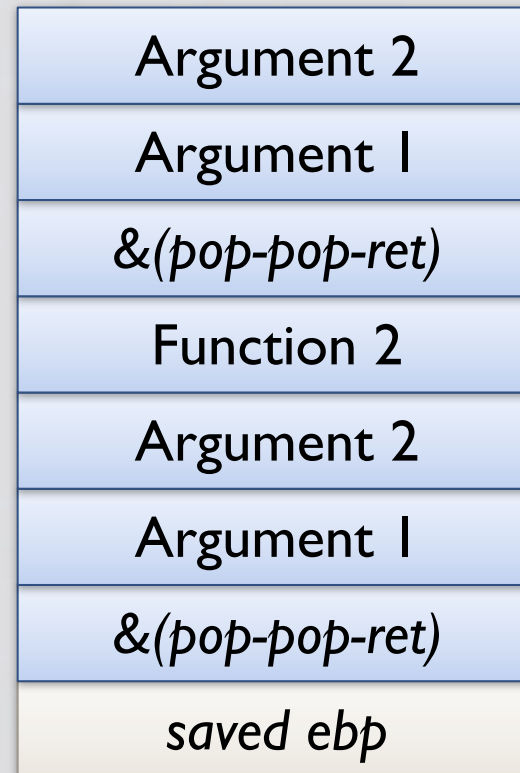 Argument 2
Argument 1
&(pop-pop-ret)
Function 2
Argument 2
Argument 1
&(pop-pop-ret)
saved ebp